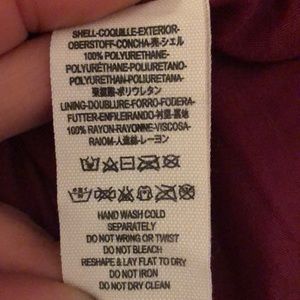 SHELL-COQUILLE-EXTERIOR-
OBERSTOFF-CONCHA-売-シェル
100% POLYURETHANE-
POLYURÉTHANE-POLIURETANO-
POLYURETHAN-POLIURETANA-
聚氨酯-ポリウレタン
LINING-DOUBLURE-FORRO-FODERA-
FUTTER-ENFILEIRANDO-衬里-裏地
100% RAYON-RAYONNE-VISCOSA-
RAIOM-人造絲-レーヨン
HAND WASH COLD
SEPARATELY
DO NOT WRING OR TWIST
DO NOT BLEACH
RESHAPE & LAY FLAT TO DRY
DO NOT IRON
DO NOT DRY CLEAN